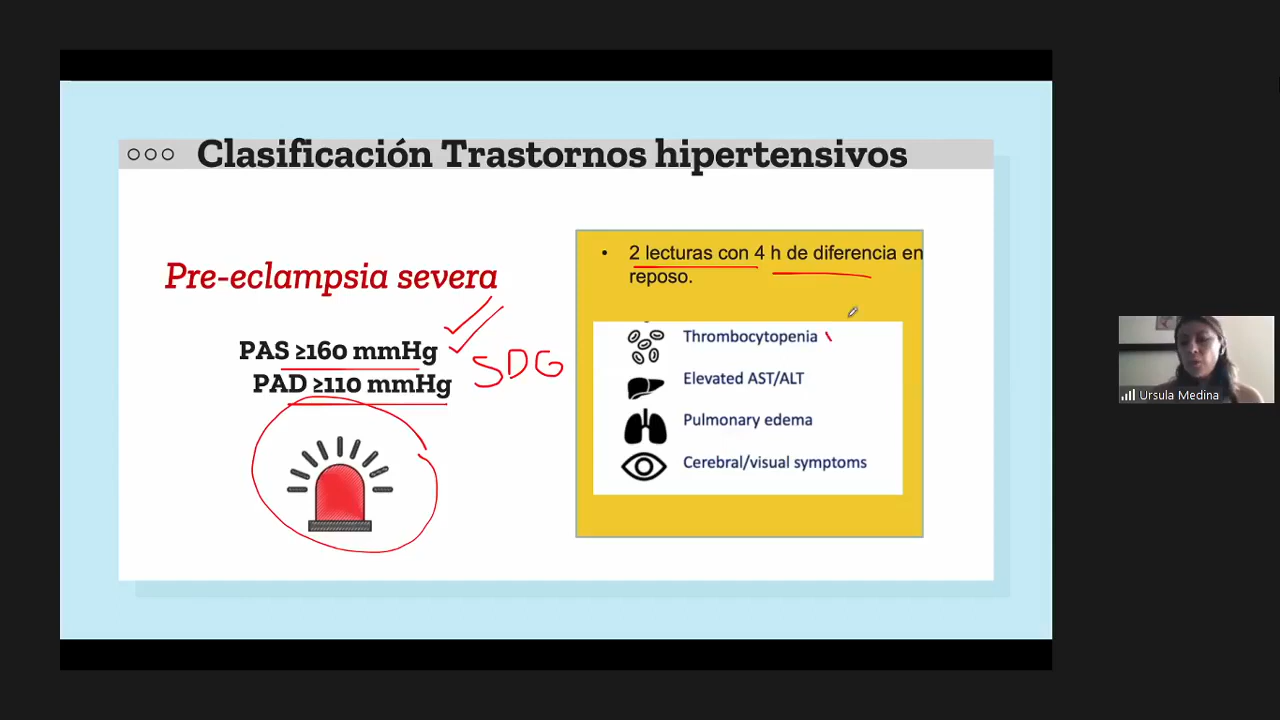 Clasificación Trastornos hipertensivos
Pre-eclampsia severa
PAS ≥160 mmHg
PAD ≥110 mmHg
SDG
• 2 lecturas con 4 h de diferencia en
reposo.
Thrombocytopenia
Elevated AST/ALT
Pulmonary edema
Cerebral/visual symptoms
Ursula Medina